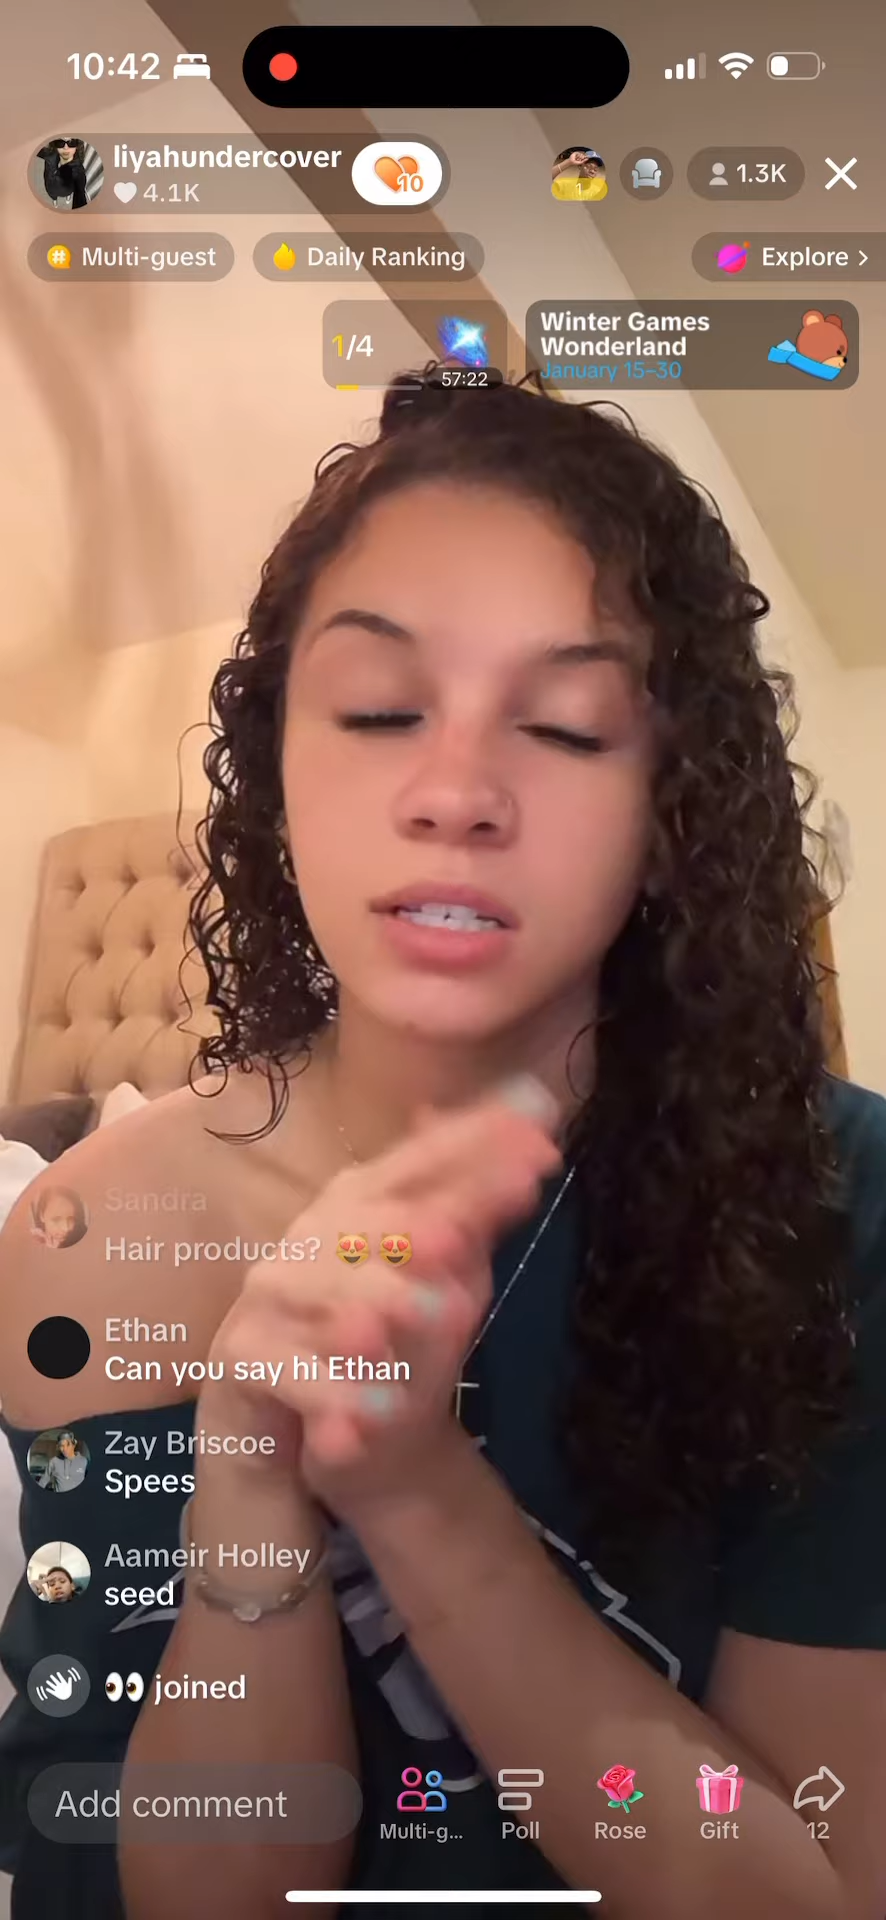 10:42
liyahundercover
10
4.1K
1
1.3K
Multi-guest
Daily Ranking
Explore >
1/4
57:22
Winter Games
Wonderland
January 15-30
Sandra
Hair products? 😻😻
Ethan
Can you say hi Ethan
Zay Briscoe
Spees
Aameir Holley
seed
👀 joined
Add comment
Multi-g...
Poll
Rose
Gift
12